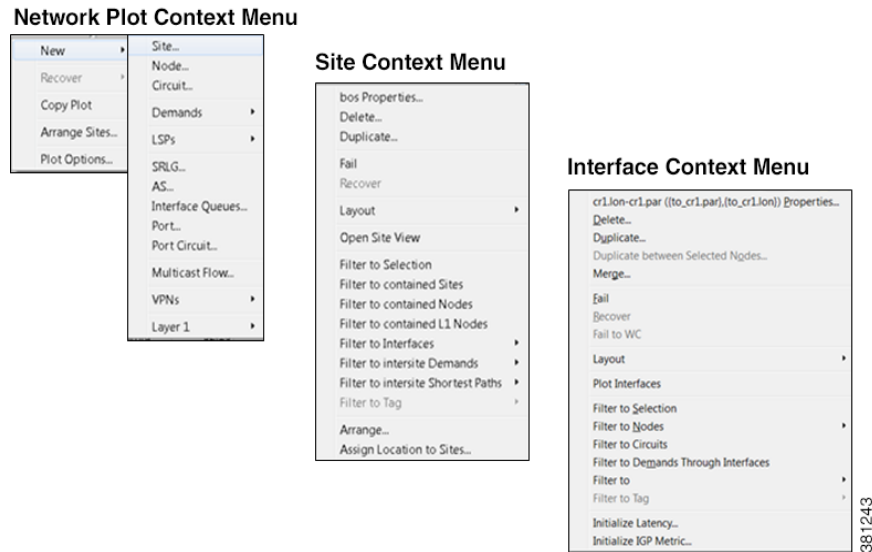 Network Plot Context Menu
New
Recover
Copy Plot
Arrange Sites...
Plot Options...
Site...
Node...
Circuit...
Demands
LSPs
SRLG...
AS...
Interface Queues...
Port...
Port Circuit...
Multicast Flow...
VPNs
Layer 1
Site Context Menu
bos Properties...
Delete...
Duplicate...
Fail
Recover
Layout
Open Site View
Filter to Selection
Filter to contained Sites
Filter to contained Nodes
Filter to contained L1 Nodes
Filter to Interfaces
Filter to intersite Demands
Filter to intersite Shortest Paths
Filter to Tag
Arrange...
Assign Location to Sites...
Interface Context Menu
cr1.lon-cr1.par ({to_cr1.par},{to_cr1.lon}) Properties...
Delete...
Duplicate...
Duplicate between Selected Nodes...
Merge...
Fail
Recover
Fail to WC
Layout
Plot Interfaces
Filter to Selection
Filter to Nodes
Filter to Circuits
Filter to Demands Through Interfaces
Filter to
Filter to Tag
Initialize Latency...
Initialize IGP Metric...
381243